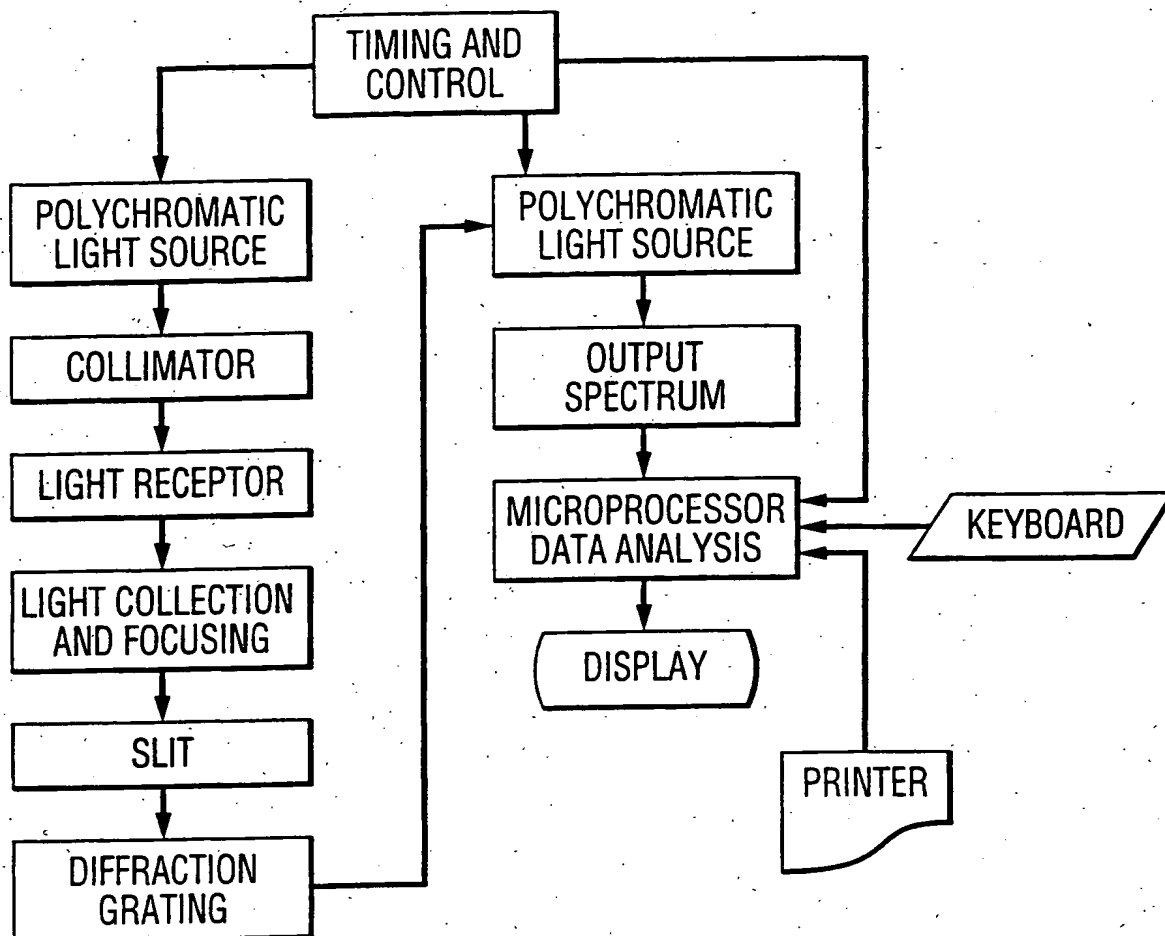 TIMING AND
CONTROL
POLYCHROMATIC
LIGHT SOURCE
COLLIMATOR
LIGHT RECEPTOR
LIGHT COLLECTION
AND FOCUSING
SLIT
DIFFRACTION
GRATING
POLYCHROMATIC
LIGHT SOURCE
OUTPUT
SPECTRUM
MICROPROCESSOR
DATA ANALYSIS
KEYBOARD
DISPLAY
PRINTER